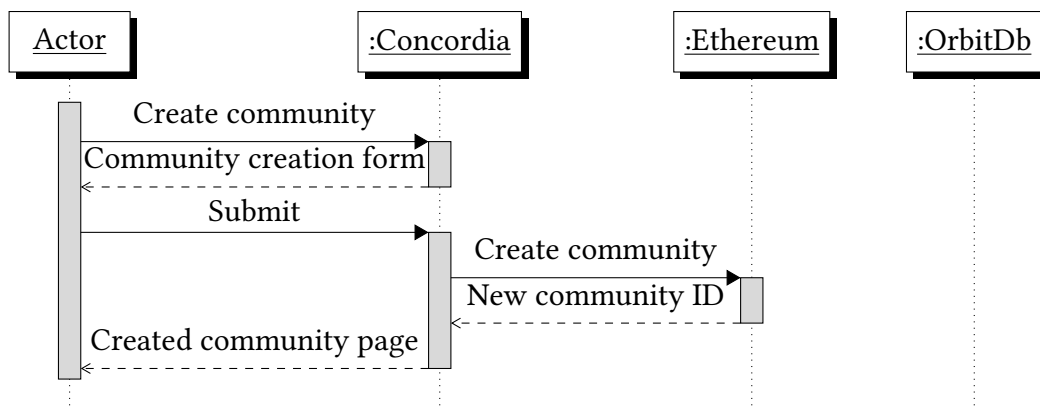 Actor
:Concordia
:Ethereum
:OrbitDb
Create community
Community creation form
Submit
Create community
New community ID
Created community page